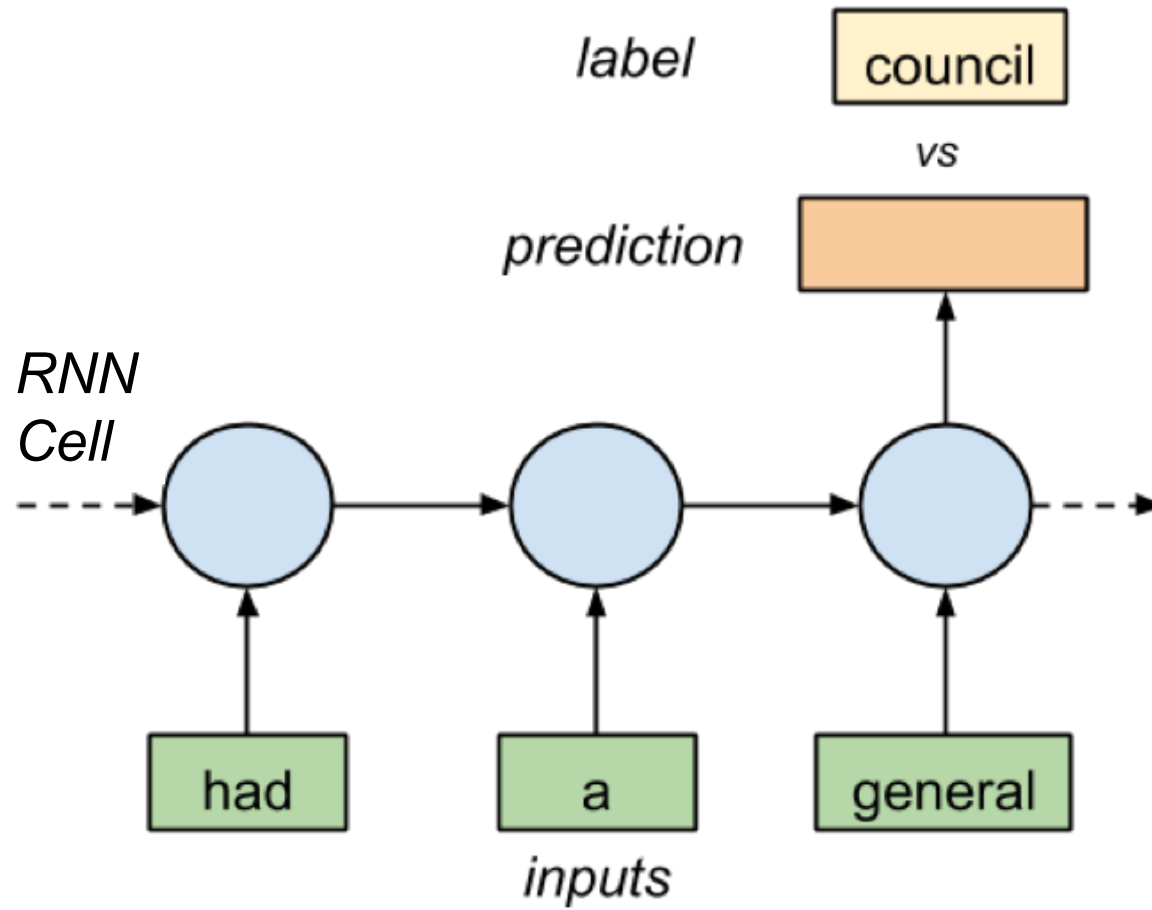 label
council
vs
prediction
RNN
Cell
had
a
general
inputs